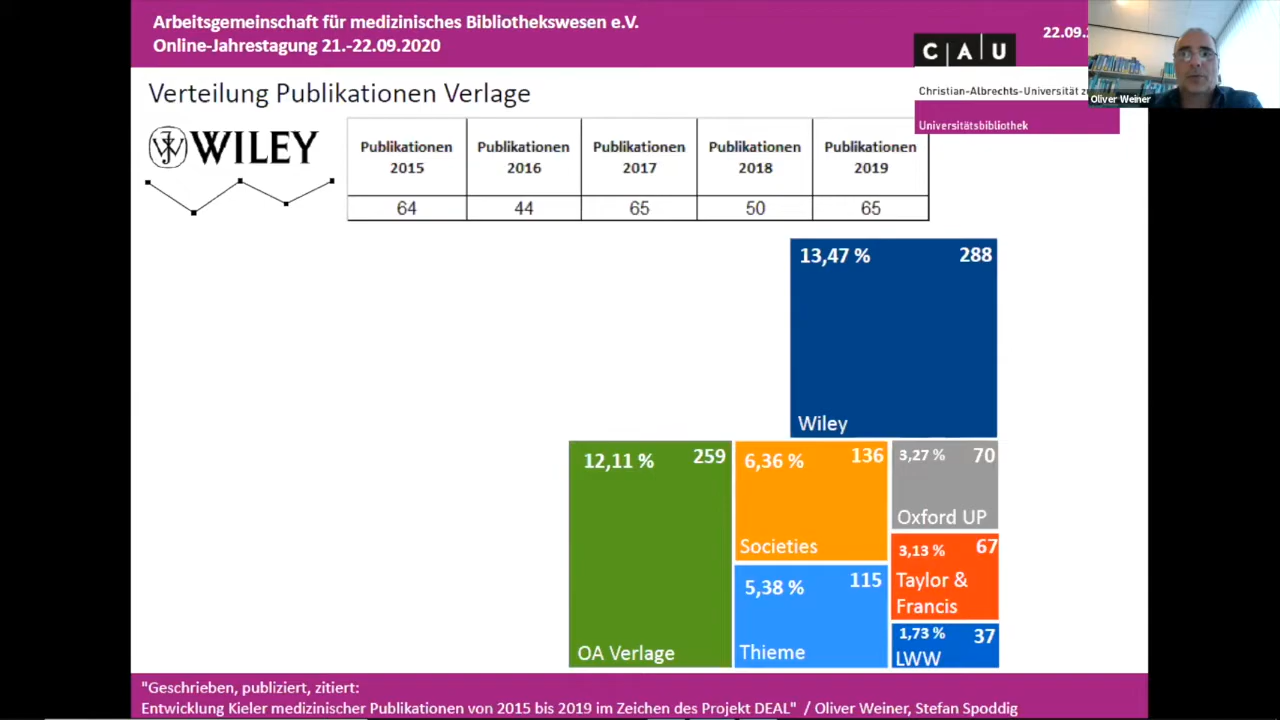 Arbeitsgemeinschaft für medizinisches Bibliothekswesen e.V.
Online-Jahrestagung 21.-22.09.2020
22.09.
CAU
Christian-Albrechts-Universität
Universitätsbibliothek
Oliver Weiner
Verteilung Publikationen Verlage
WILEY
Publikationen 2015 Publikationen 2016 Publikationen 2017 Publikationen 2018 Publikationen 2019
64 44 65 50 65
13,47 % 288
Wiley
12,11 % 259
OA Verlage
6,36 % 136
Societies
5,38 % 115
Thieme
3,27 % 70
Oxford UP
3,13 % 67
Taylor &
Francis
1,73 % 37
LWW
"Geschrieben, publiziert, zitiert:
Entwicklung Kieler medizinischer Publikationen von 2015 bis 2019 im Zeichen des Projekt DEAL" / Oliver Weiner, Stefan Spoddig